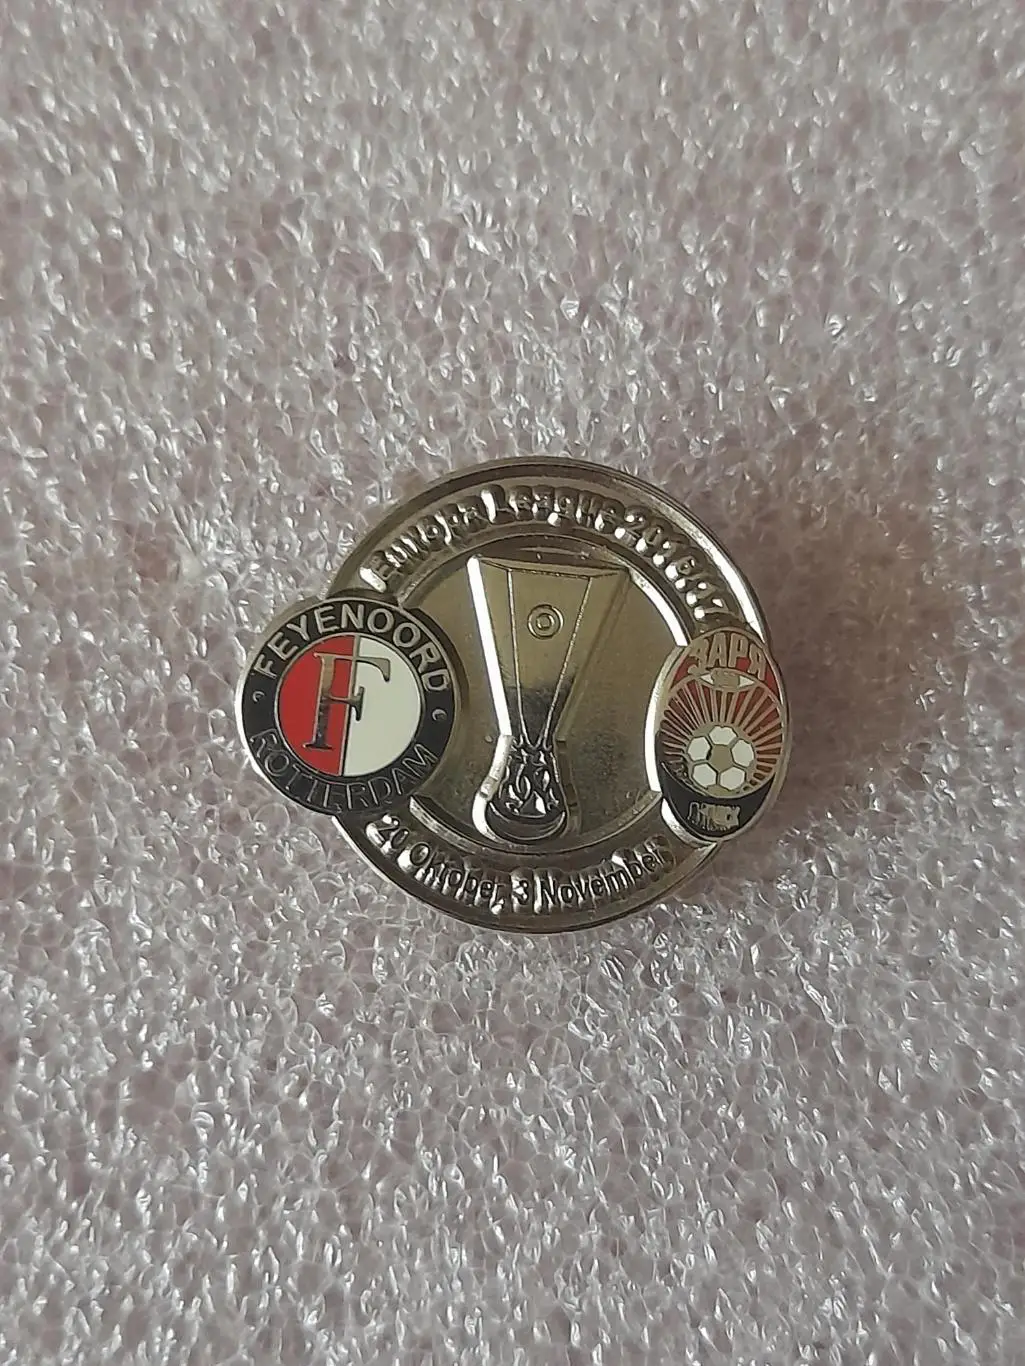 Europa League 2016/17
FEYENOORD
ROTTERDAM
ЗАРЯ
20 Oktober, 3 November